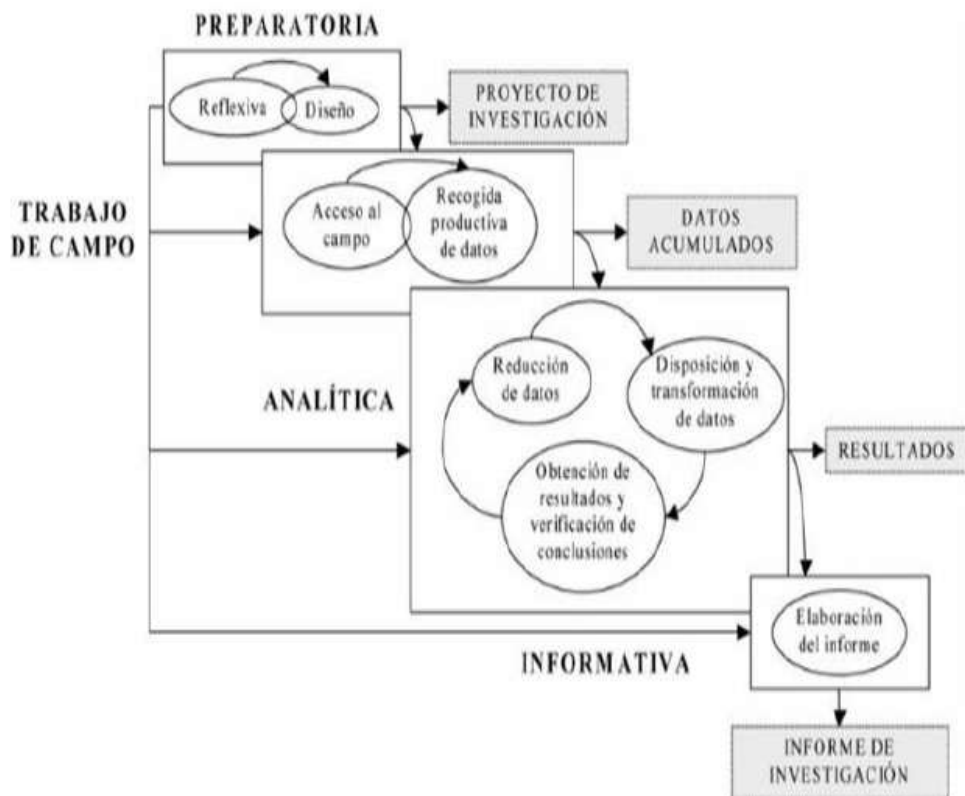 PREPARATORIA
Reflexiva
Diseño
PROYECTO DE
INVESTIGACIÓN
TRABAJO
DE CAMPO
Acceso al
campo
Recogida
productiva
de datos
DATOS
ACUMULADOS
ANALÍTICA
Reducción
de datos
Disposición y
transformación
de datos
Obtención de
resultados y
verificación de
conclusiones
RESULTADOS
INFORMATIVA
Elaboración
del informe
INFORME DE
INVESTIGACIÓN